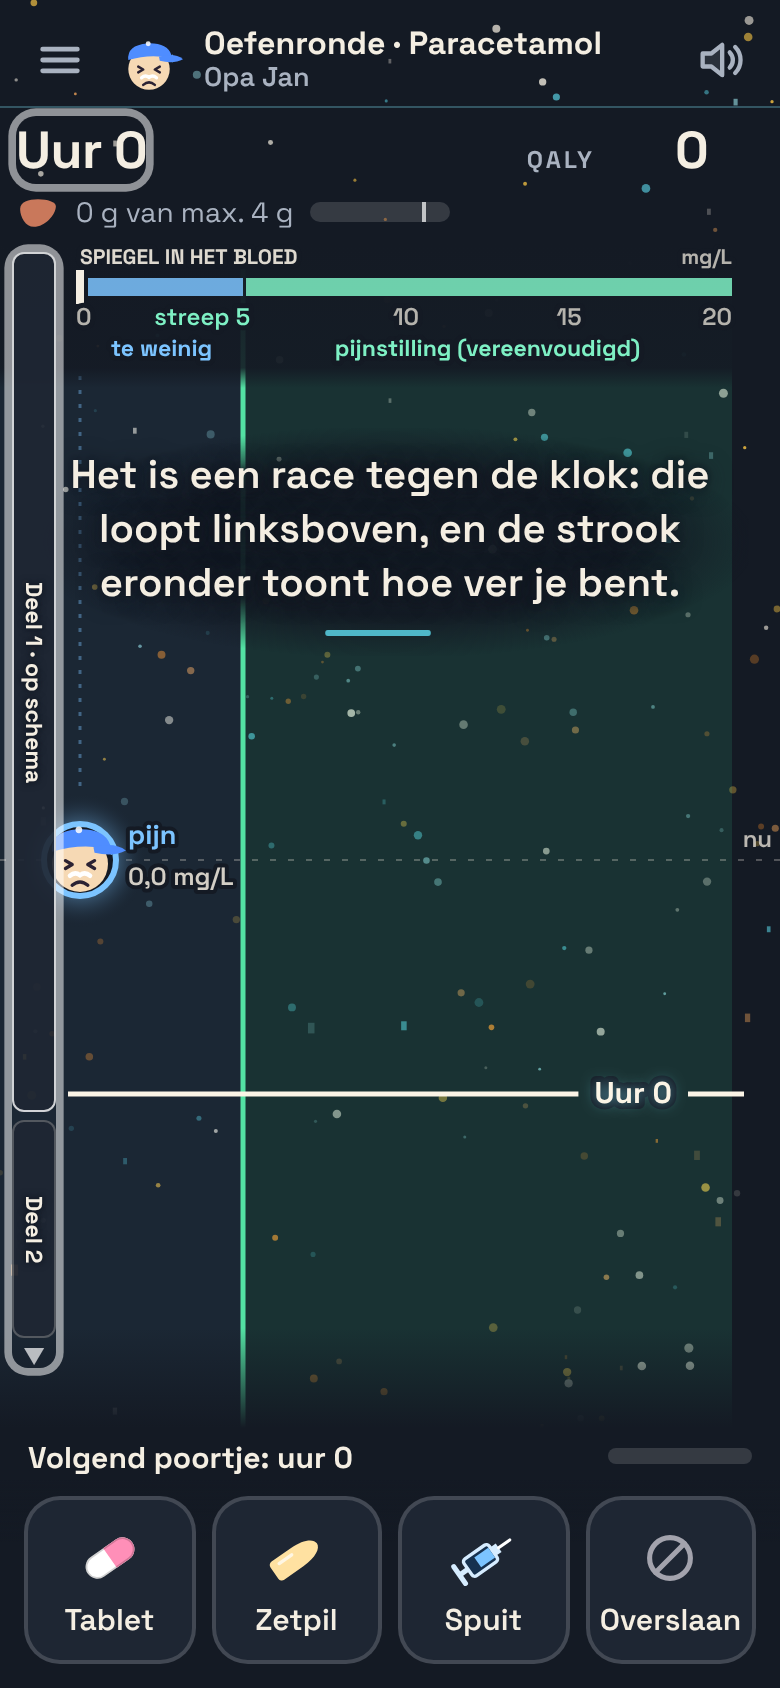 Oefenronde · Paracetamol
Opa Jan
Uur 0
QALY 0
0 g van max. 4 g
SPIEGEL IN HET BLOED mg/L
0 streep 5 10 15 20
te weinig pijnstilling (vereenvoudigd)
Het is een race tegen de klok: die
loopt linksboven, en de strook
eronder toont hoe ver je bent.
Deel 1 · op schema
pijn
0,0 mg/L
nu
Uur 0
Deel 2
Volgend poortje: uur 0
Tablet Zetpil Spuit Overslaan